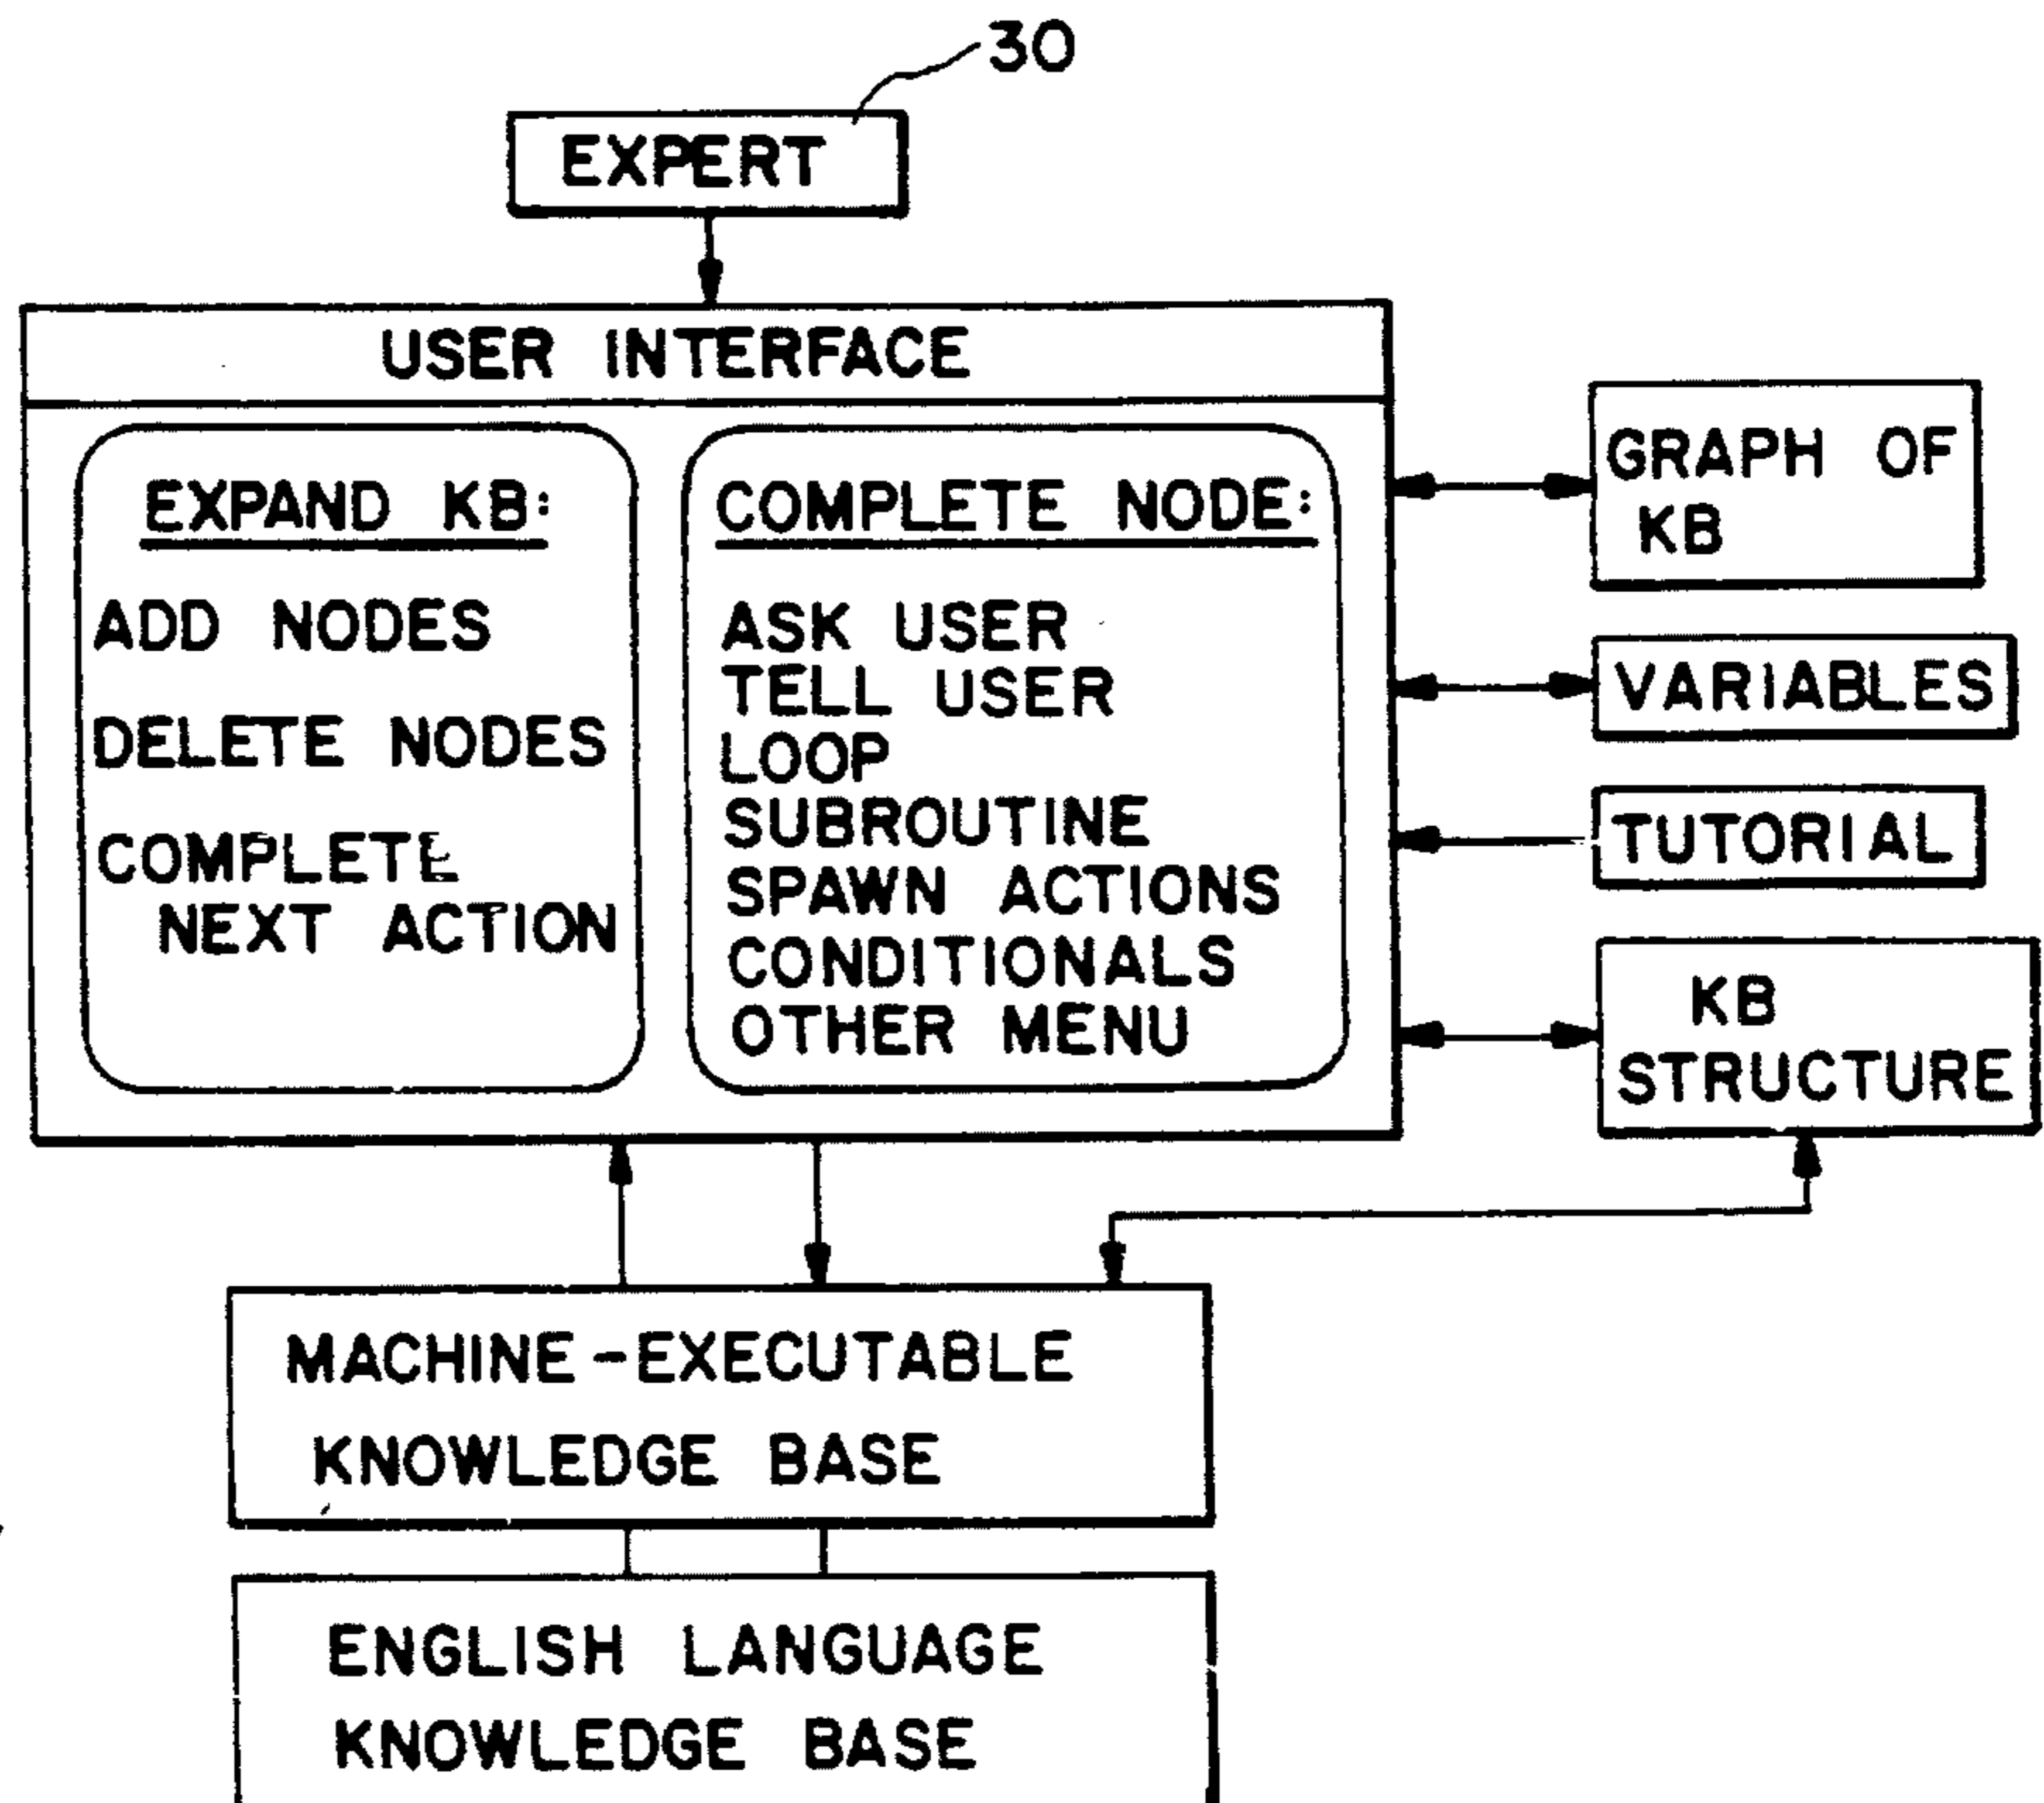 30
EXPERT
USER INTERFACE
EXPAND KB:
ADD NODES
DELETE NODES
COMPLETE
NEXT ACTION
COMPLETE NODE:
ASK USER
TELL USER
LOOP
SUBROUTINE
SPAWN ACTIONS
CONDITIONALS
OTHER MENU
GRAPH OF
KB
VARIABLES
TUTORIAL
KB
STRUCTURE
MACHINE-EXECUTABLE
KNOWLEDGE BASE
ENGLISH LANGUAGE
KNOWLEDGE BASE